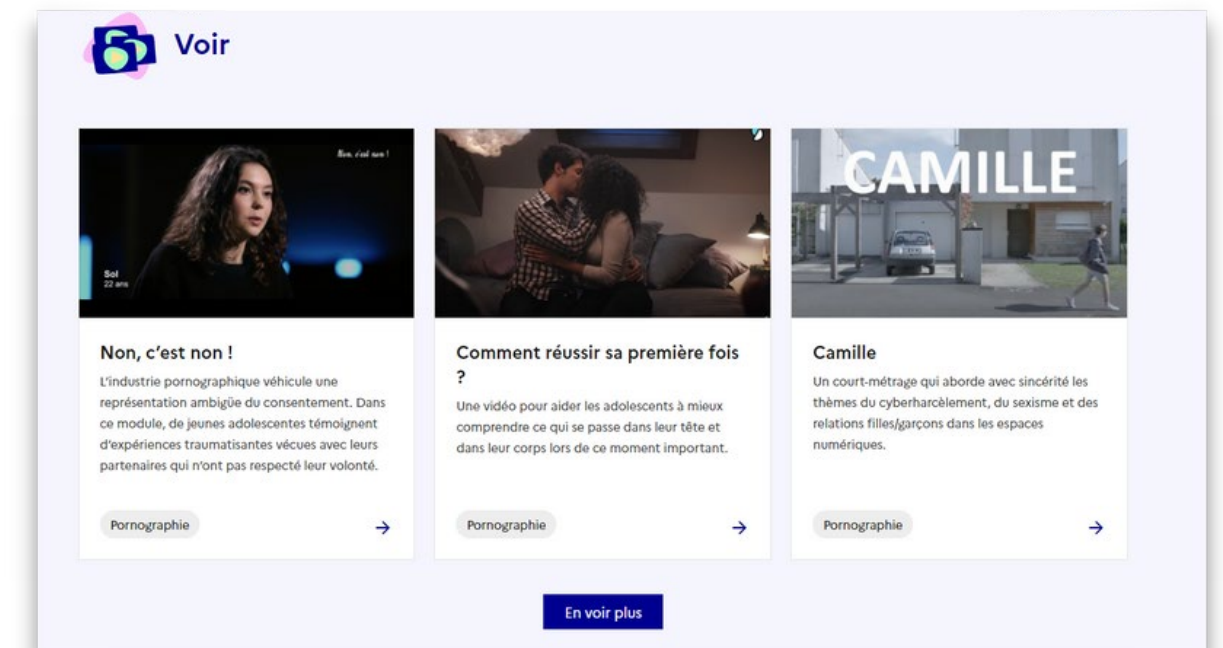 Voir
Non, c'est non !
Sol
22 ans
CAMILLE
Non, c’est non !
L'industrie pornographique véhicule une
représentation ambigüe du consentement. Dans
ce module, de jeunes adolescentes témoignent
d'expériences traumatisantes vécues avec leurs
partenaires qui n'ont pas respecté leur volonté.
Pornographie
Comment réussir sa première fois
?
Une vidéo pour aider les adolescents à mieux
comprendre ce qui se passe dans leur tête et
dans leur corps lors de ce moment important.
Pornographie
Camille
Un court-métrage qui aborde avec sincérité les
thèmes du cyberharcèlement, du sexisme et des
relations filles/garçons dans les espaces
numériques.
Pornographie
En voir plus